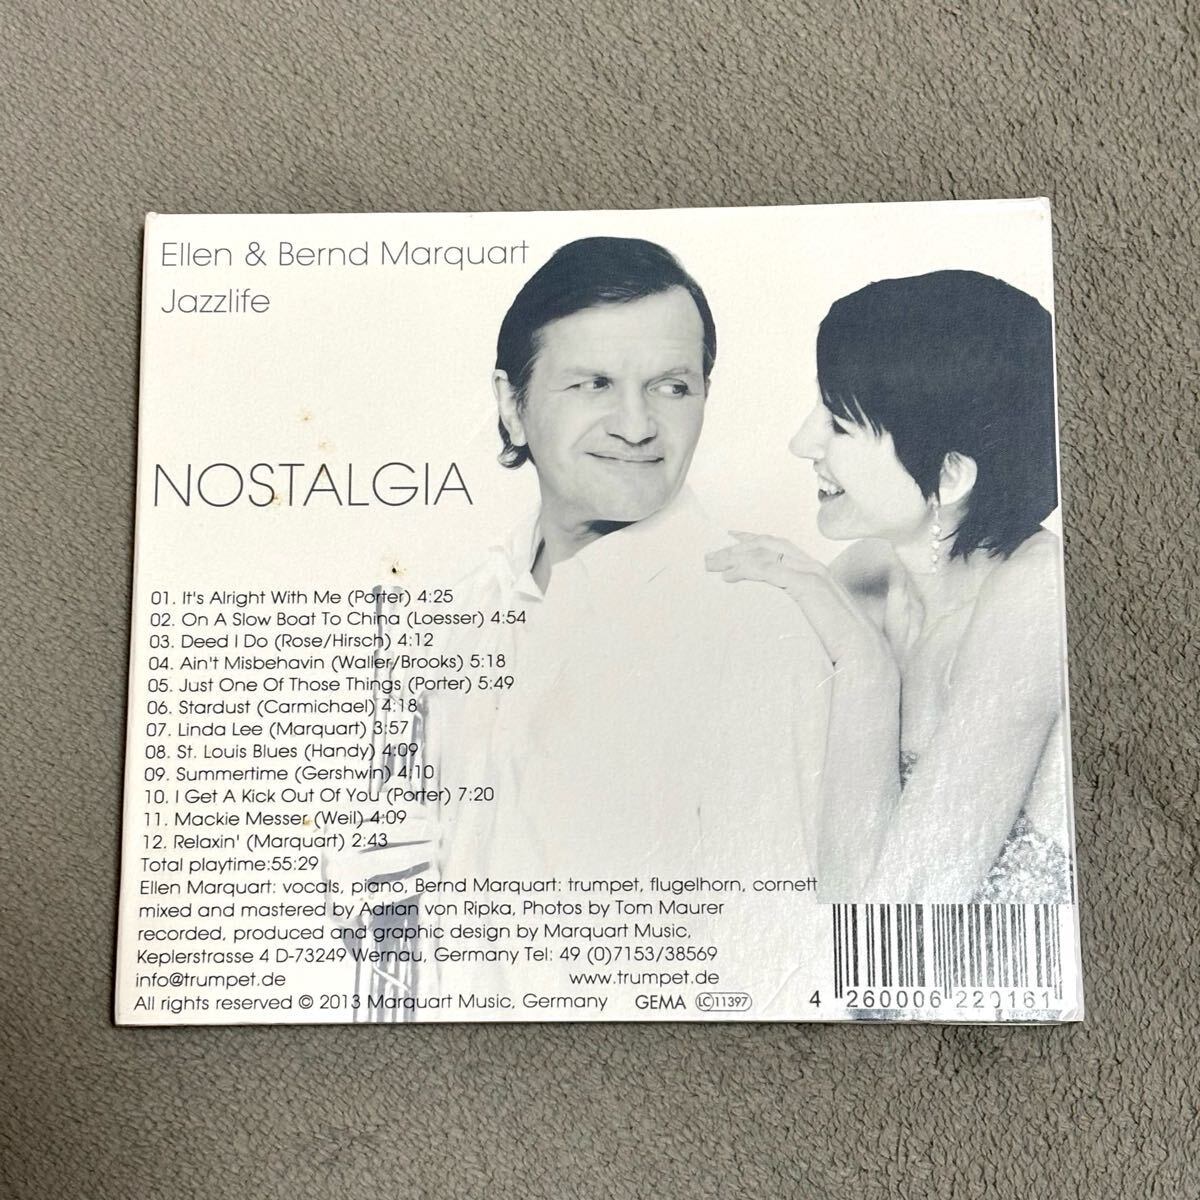 Ellen & Bernd Marquart
Jazzlife
NOSTALGIA
01. It's Alright With Me (Porter) 4:25
02. On A Slow Boat To China (Loesser) 4:54
03. Deed I Do (Rose/Hirsch) 4:12
04. Ain't Misbehavin (Waller/Brooks) 5:18
05. Just One Of Those Things (Porter) 5:49
06. Stardust (Carmichael) 4:18
07. Linda Lee (Marquart) 3:57
08. St. Louis Blues (Handy) 4:09
09. Summertime (Gershwin) 4:10
10. I Get A Kick Out Of You (Porter) 7:20
11. Mackie Messer (Weil) 4:09
12. Relaxin' (Marquart) 2:43
Total playtime:55:29
Ellen Marquart: vocals, piano, Bernd Marquart: trumpet, flugelhorn, cornett
mixed and mastered by Adrian von Ripka, Photos by Tom Maurer
recorded, produced and graphic design by Marquart Music,
Keplerstrasse 4 D-73249 Wernau, Germany Tel: 49 (0)7153/38569
info@trumpet.de www.trumpet.de
All rights reserved © 2013 Marquart Music, Germany GEMA LC 11397
4 260006 220161